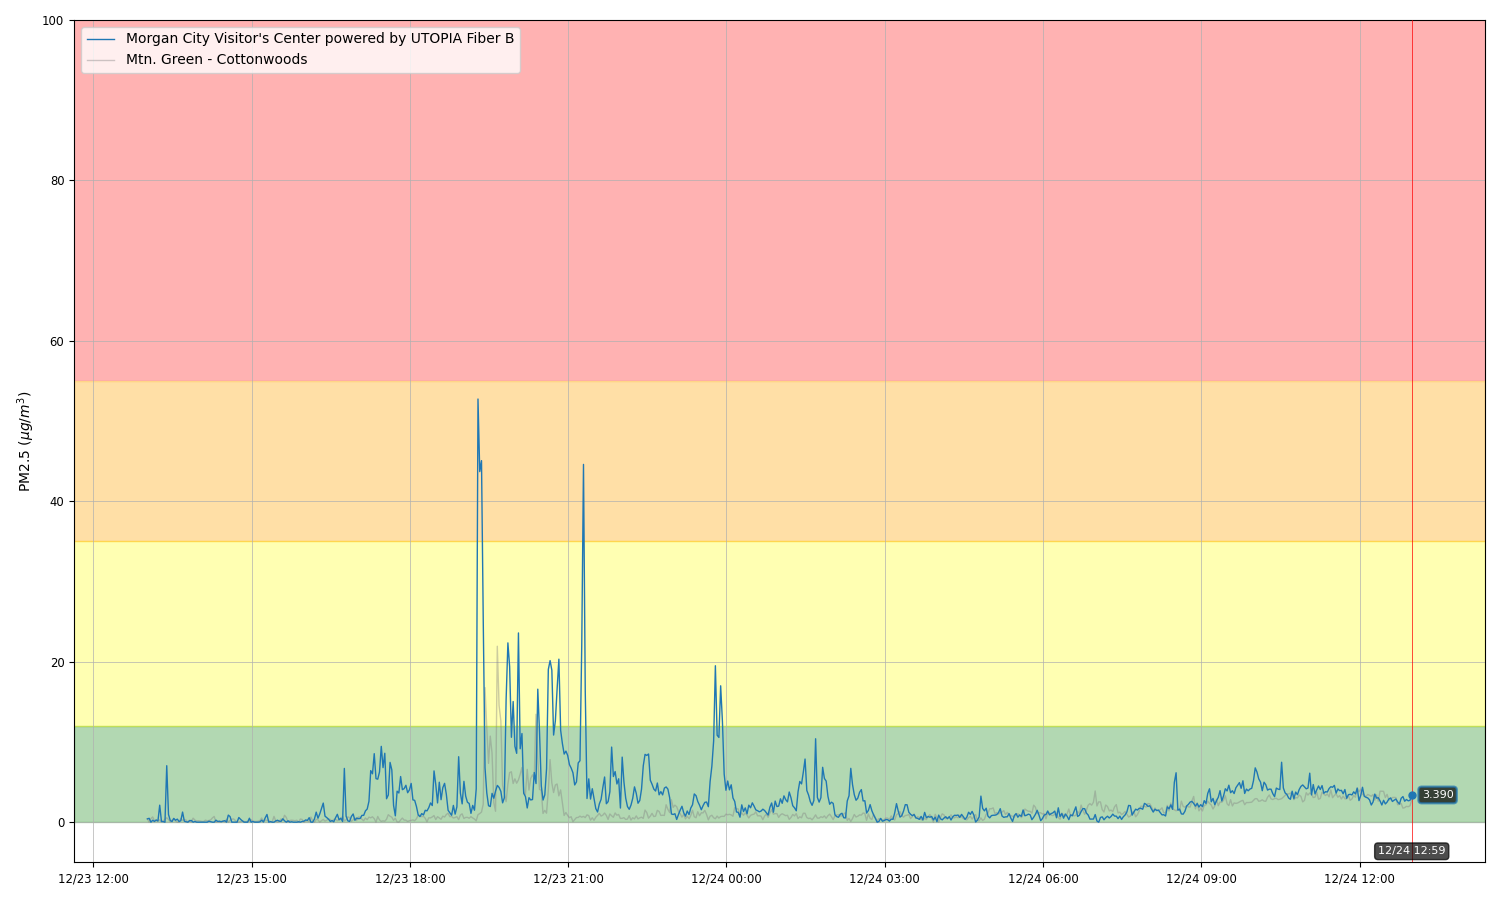 100
Morgan City Visitor's Center powered by UTOPIA Fiber B
Mtn. Green - Cottonwoods
80
60
PM2.5 (μg/m³)
40
20
3.390
0
12/24 12:59
12/23 12:00 12/23 15:00 12/23 18:00 12/23 21:00 12/24 00:00 12/24 03:00 12/24 06:00 12/24 09:00 12/24 12:00